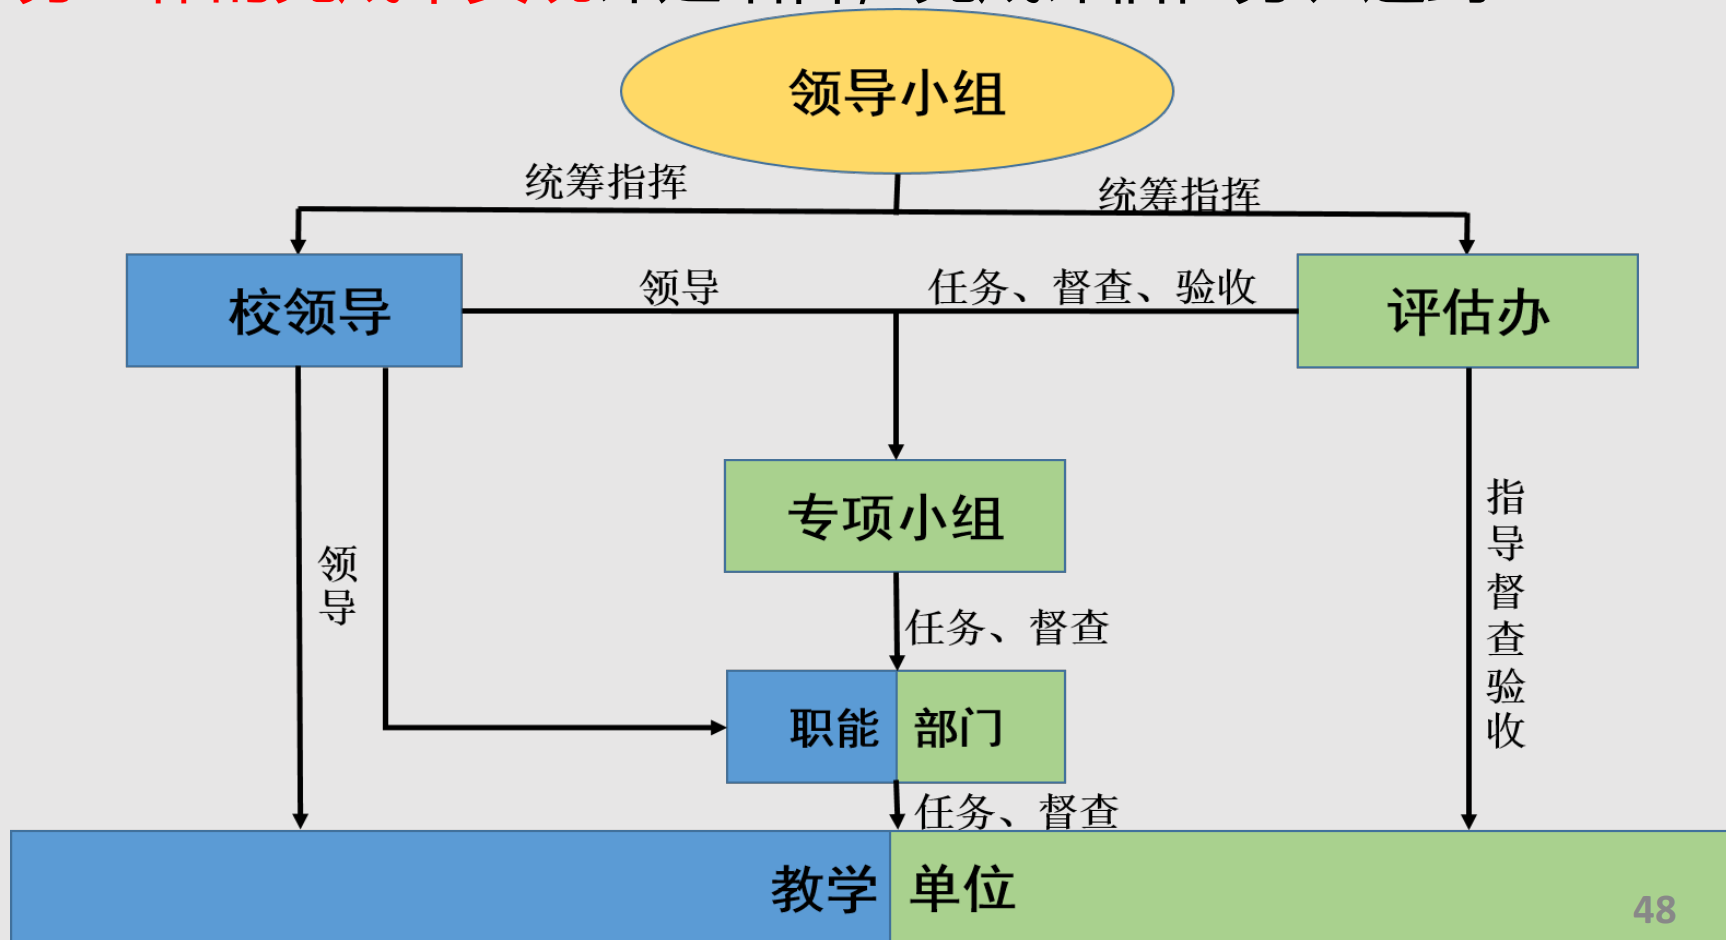 领导小组
统筹指挥
统筹指挥
校领导
领导
任务、督查、验收
评估办
专项小组
领导
指导督查验收
任务、督查
职能 部门
任务、督查
教学 单位
48